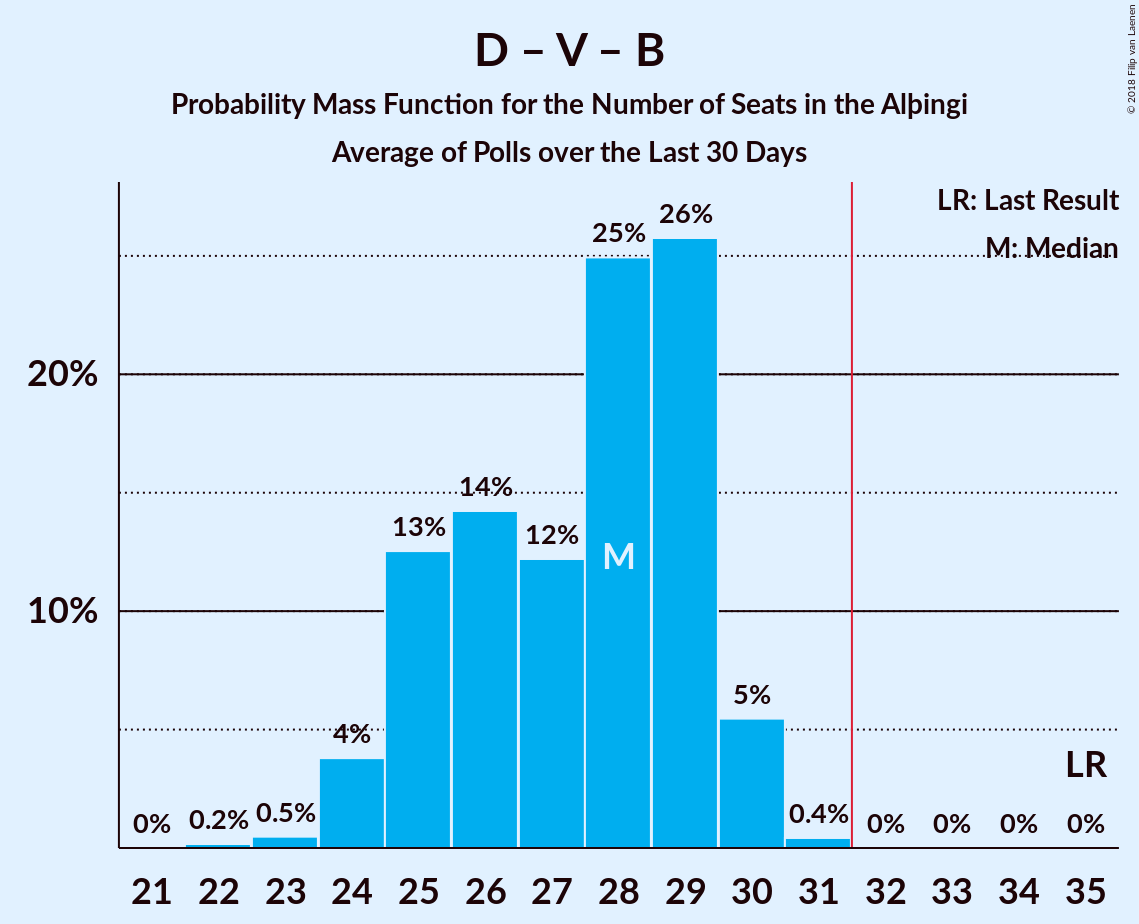 D – V – B
Probability Mass Function for the Number of Seats in the Alþingi
Average of Polls over the Last 30 Days
© 2018 Filip van Laenen
LR: Last Result
M: Median
20%
10%
0%
0.2%
0.5%
4%
13%
14%
12%
25%
26%
5%
0.4%
0%
0%
0%
0%
M
LR
21 22 23 24 25 26 27 28 29 30 31 32 33 34 35